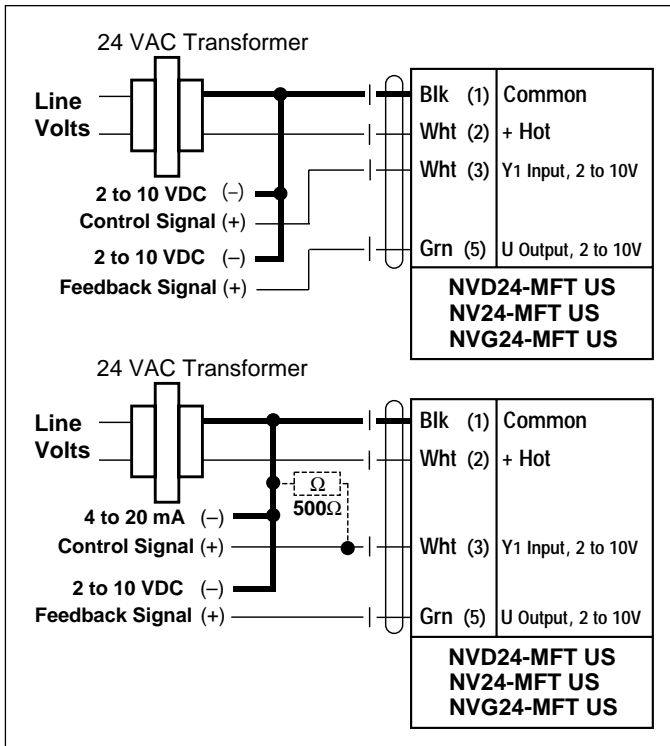 24 VAC Transformer
Line
Volts
Blk (1) Common
Wht (2) + Hot
Wht (3) Y1 Input, 2 to 10V
2 to 10 VDC (–)
Control Signal (+)
2 to 10 VDC (–)
Feedback Signal (+)
Grn (5) U Output, 2 to 10V
NVD24-MFT US
NV24-MFT US
NVG24-MFT US
24 VAC Transformer
Line
Volts
Blk (1) Common
Wht (2) + Hot
Ω
500Ω
4 to 20 mA (–)
Control Signal (+)
Wht (3) Y1 Input, 2 to 10V
2 to 10 VDC (–)
Feedback Signal (+)
Grn (5) U Output, 2 to 10V
NVD24-MFT US
NV24-MFT US
NVG24-MFT US